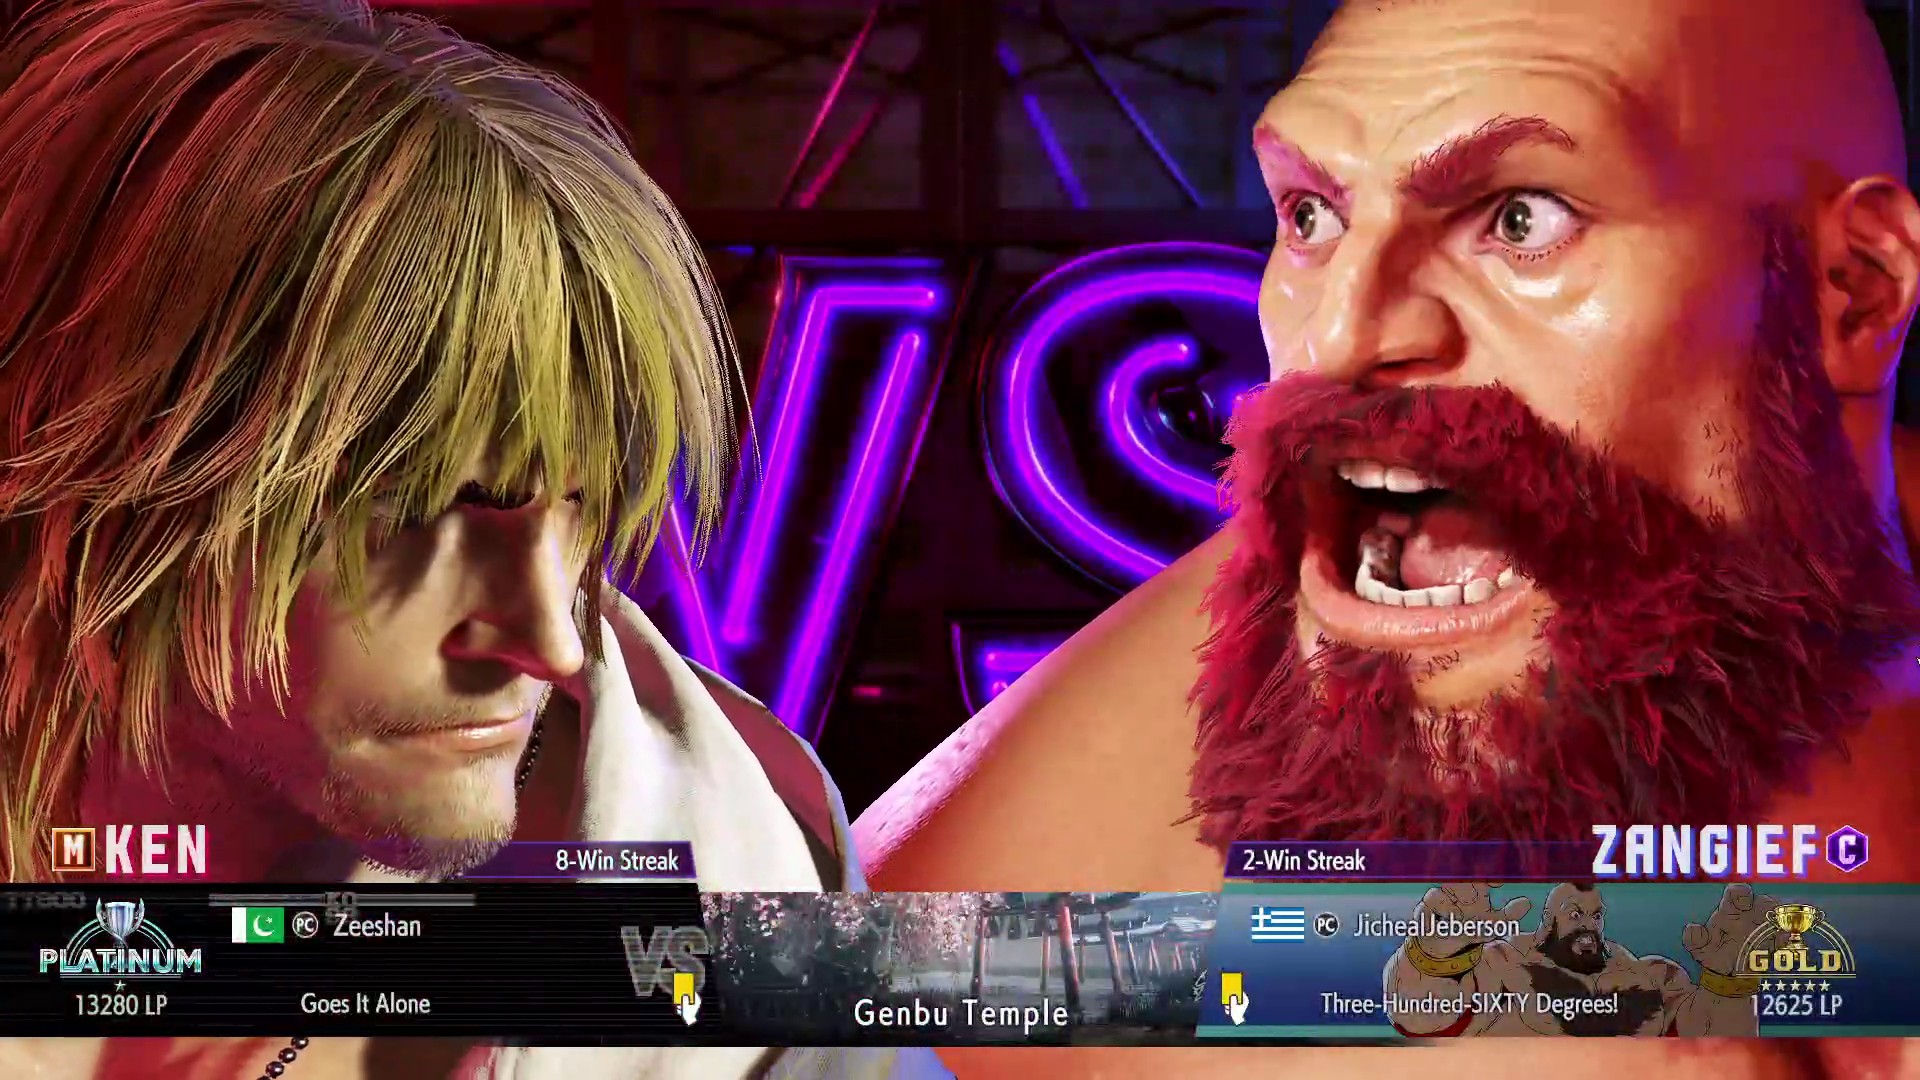 VS
M KEN
8-Win Streak
2-Win Streak
ZANGIEF C
PLATINUM
13280 LP
PC Zeeshan
Goes It Alone
VS
Genbu Temple
PC JichealJeberson
Three-Hundred-SIXTY Degrees!
GOLD
12625 LP